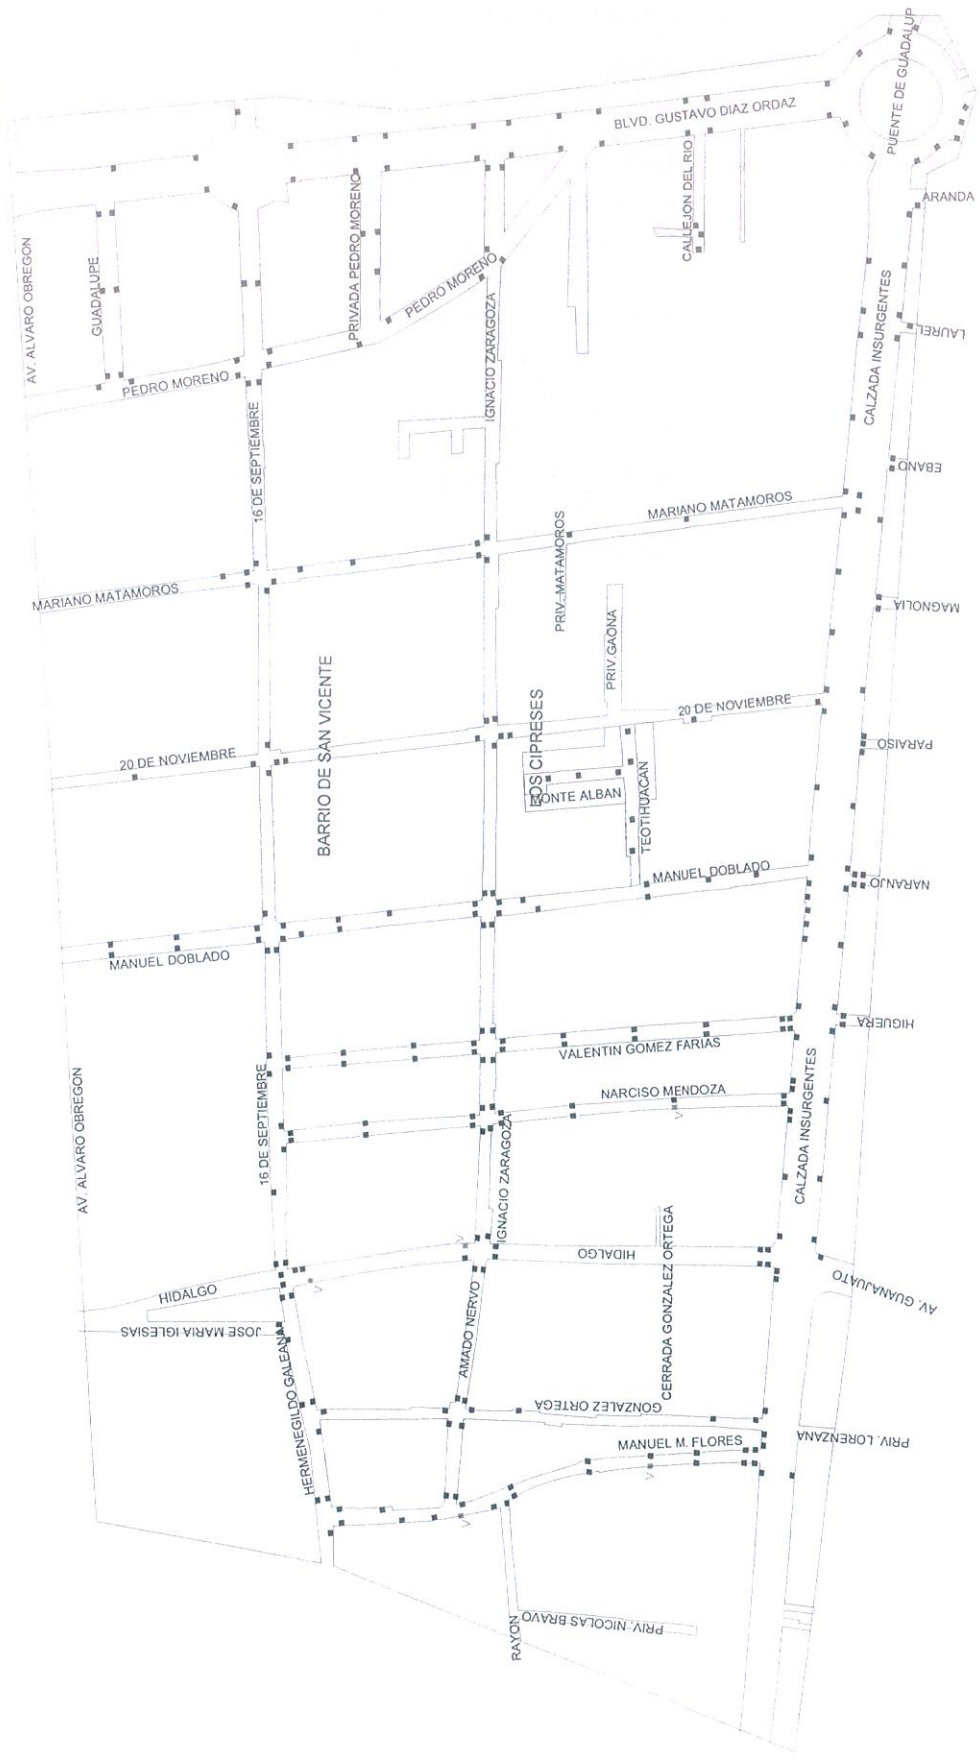 PUENTE DE GUADALUP
BLVD. GUSTAVO DIAZ ORDAZ
CALLEJON DEL RIO
ARANDA
PRIVADA PEDRO MORENO
AV. ALVARO OBREGON
GUADALUPE
PEDRO MORENO
IGNACIO ZARAGOZA
CALZADA INSURGENTES
LAUREL
PEDRO MORENO
16 DE SEPTIEMBRE
EBANO
MARIANO MATAMOROS
PRIV. MATAMOROS
MARIANO MATAMOROS
MAGNOLIA
PRIV.GAONA
BARRIO DE SAN VICENTE
LOS CIPRESES
20 DE NOVIEMBRE
PARAISO
20 DE NOVIEMBRE
MONTE ALBAN
TEOTIHUACAN
MANUEL DOBLADO
NARANJO
MANUEL DOBLADO
HIGUERA
VALENTIN GOMEZ FARIAS
NARCISO MENDOZA
V
AV. ALVARO OBREGON
16 DE SEPTIEMBRE
IGNACIO ZARAGOZA
CALZADA INSURGENTES
V
HIDALGO
HIDALGO
V
CERRADA GONZALEZ ORTEGA
AV. GUANAJUATO
JOSE MARIA IGLESIAS
AMADO NERVO
HERMENEGILDO GALEANA
GONZALEZ ORTEGA
PRIV. LORENZANA
MANUEL M. FLORES
V
V
RAYON
PRIV. NICOLAS BRAVO